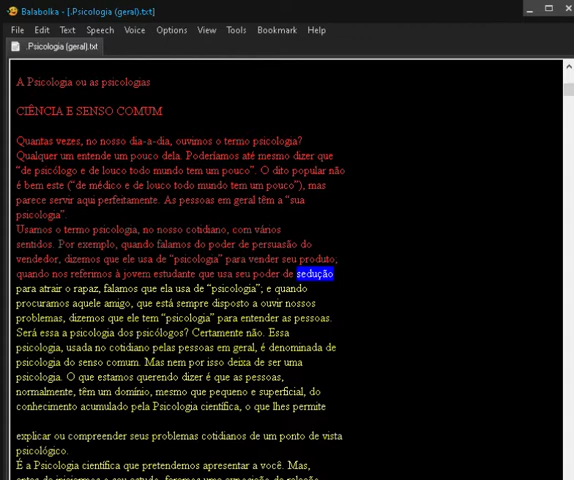 Balabolka - [.Psicologia (geral).txt]
File Edit Text Speech Voice Options View Tools Bookmark Help
.Psicologia (geral).txt
A Psicologia ou as psicologias
CIÊNCIA E SENSO COMUM
Quantas vezes, no nosso dia-a-dia, ouvimos o termo psicologia?
Qualquer um entende um pouco dela. Poderíamos até mesmo dizer que
“de psicólogo e de louco todo mundo tem um pouco”. O dito popular não
é bem este (“de médico e de louco todo mundo tem um pouco”), mas
parece servir aqui perfeitamente. As pessoas em geral têm a “sua
psicologia”.
Usamos o termo psicologia, no nosso cotidiano, com vários
sentidos. Por exemplo, quando falamos do poder de persuasão do
vendedor, dizemos que ele usa de “psicologia” para vender seu produto;
quando nos referimos à jovem estudante que usa seu poder de sedução
para atrair o rapaz, falamos que ela usa de “psicologia”; e quando
procuramos aquele amigo, que está sempre disposto a ouvir nossos
problemas, dizemos que ele tem “psicologia” para entender as pessoas.
Será essa a psicologia dos psicólogos? Certamente não. Essa
psicologia, usada no cotidiano pelas pessoas em geral, é denominada de
psicologia do senso comum. Mas nem por isso deixa de ser uma
psicologia. O que estamos querendo dizer é que as pessoas,
normalmente, têm um domínio, mesmo que pequeno e superficial, do
conhecimento acumulado pela Psicologia científica, o que lhes permite
explicar ou compreender seus problemas cotidianos de um ponto de vista
psicológico.
É a Psicologia científica que pretendemos apresentar a você. Mas,
antes de iniciarmos o seu estudo, faremos uma exposição da relação